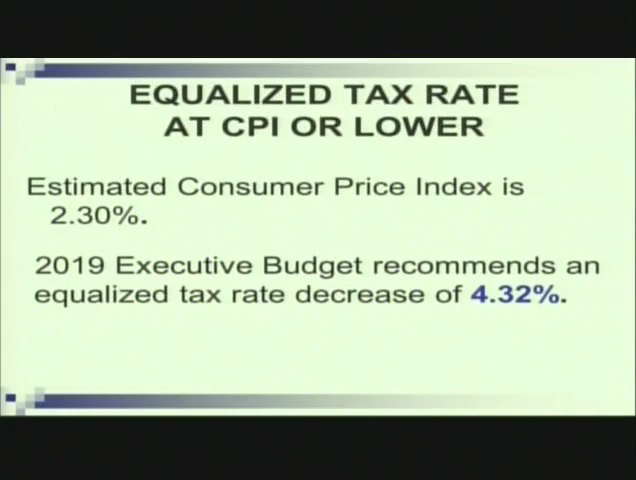 EQUALIZED TAX RATE
AT CPI OR LOWER
Estimated Consumer Price Index is
2.30%.
2019 Executive Budget recommends an
equalized tax rate decrease of 4.32%.